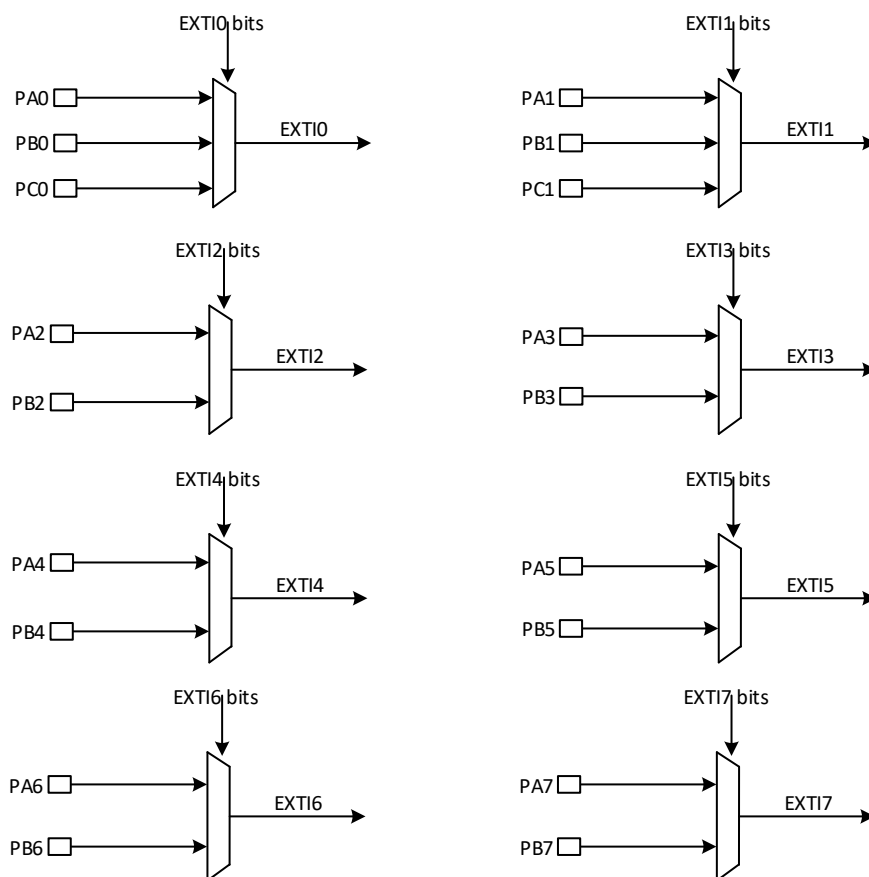 EXTI0 bits
PA0
PB0
EXTI0
PC0
EXTI1 bits
PA1
PB1
EXTI1
PC1
EXTI2 bits
PA2
EXTI2
PB2
EXTI3 bits
PA3
EXTI3
PB3
EXTI4 bits
PA4
EXTI4
PB4
EXTI5 bits
PA5
EXTI5
PB5
EXTI6 bits
PA6
EXTI6
PB6
EXTI7 bits
PA7
EXTI7
PB7